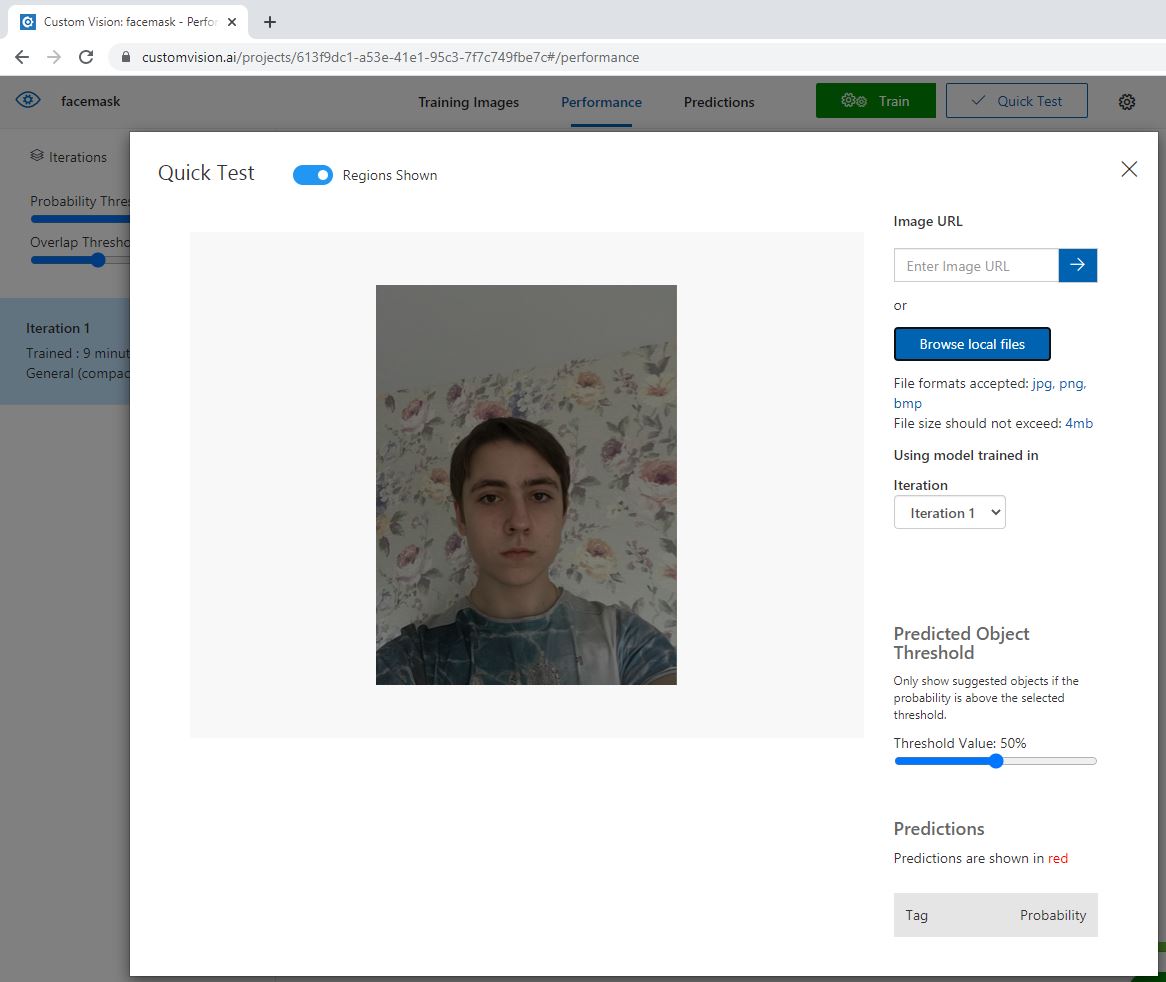 Custom Vision: facemask - Perfor
customvision.ai/projects/613f9dc1-a53e-41e1-95c3-7f7c749fbe7c#/performance
facemask
Training Images
Performance
Predictions
Train
Quick Test
Iterations
Probability Thres
Overlap Thresho
Iteration 1
Trained : 9 minut
General (compac
Quick Test
Regions Shown
Image URL
Enter Image URL
or
Browse local files
File formats accepted: jpg, png,
bmp
File size should not exceed: 4mb
Using model trained in
Iteration
Iteration 1
Predicted Object
Threshold
Only show suggested objects if the
probability is above the selected
threshold.
Threshold Value: 50%
Predictions
Predictions are shown in red
Tag Probability